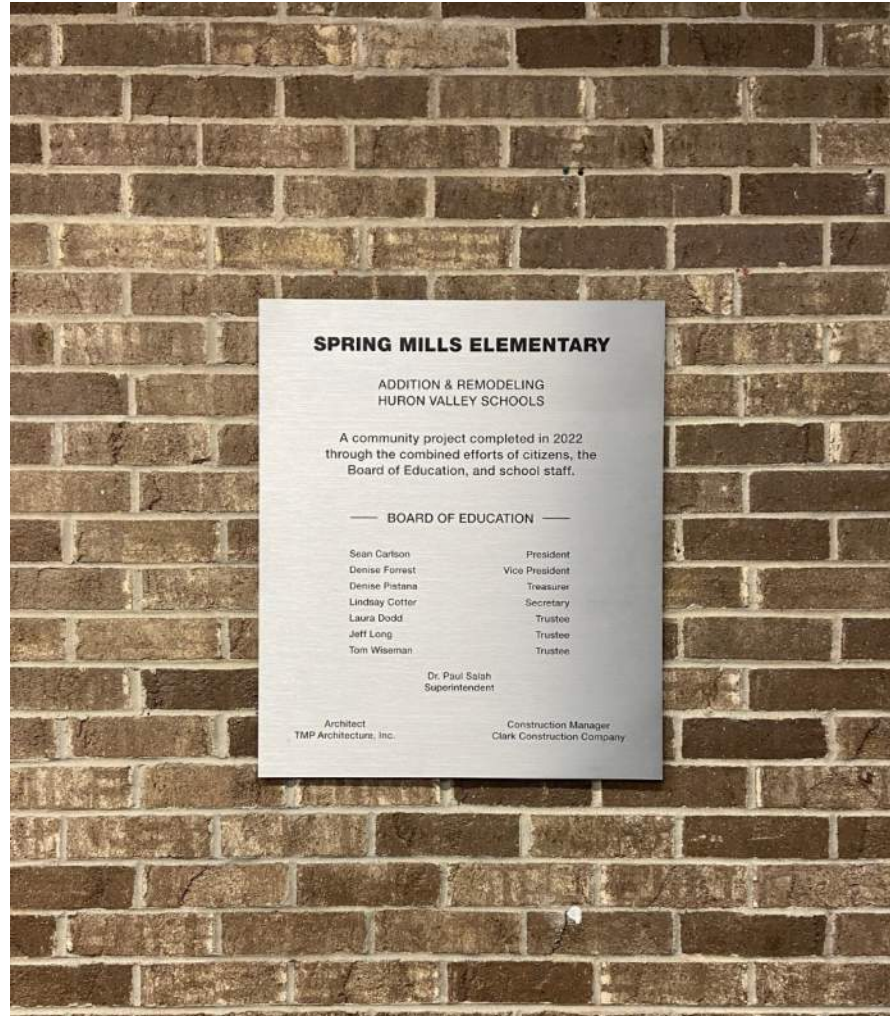 SPRING MILLS ELEMENTARY
ADDITION & REMODELING
HURON VALLEY SCHOOLS
A community project completed in 2022
through the combined efforts of citizens, the
Board of Education, and school staff.
BOARD OF EDUCATION
Sean Carlson President
Denise Forrest Vice President
Denise Pistana Treasurer
Lindsay Cotter Secretary
Laura Dodd Trustee
Jeff Long Trustee
Tom Wiseman Trustee
Dr. Paul Salah
Superintendent
Architect Construction Manager
TMP Architecture, Inc. Clark Construction Company